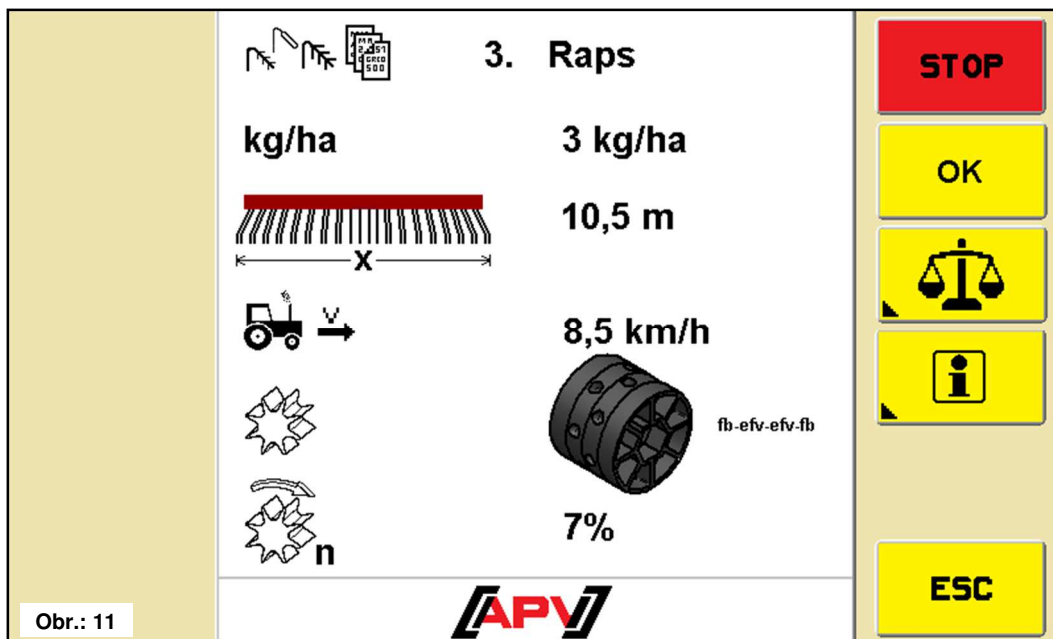 3. Raps
STOP
kg/ha 3 kg/ha
OK
10,5 m
X
V
8,5 km/h
fb-efv-efv-fb
n 7%
ESC
APV
Obr.: 11